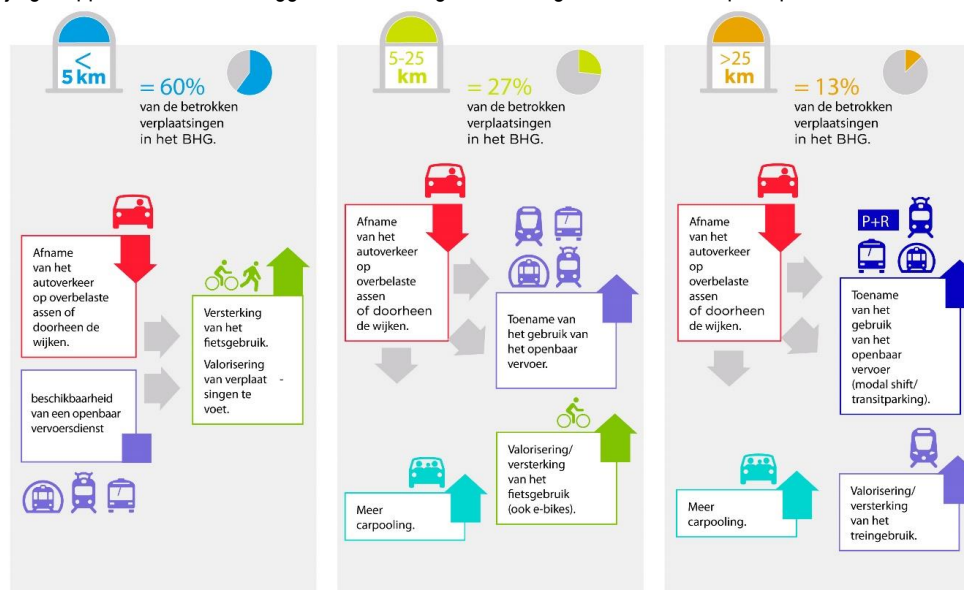 < 
5 km
= 60%
van de betrokken
verplaatsingen
in het BHG.
Afname
van het
autoverkeer
op overbelaste
assen of
doorheen de
wijken.
beschikbaarheid
van een openbaar
vervoersdienst
Versterking
van het
fietsgebruik.
Valorisering
van verplaat -
singen te
voet.
5-25
km
= 27%
van de betrokken
verplaatsingen
in het BHG.
Afname
van het
autoverkeer
op
overbelaste
assen
of doorheen
de wijken.
Toename van
het gebruik van
het openbaar
vervoer.
Valorisering/
versterking
van het
fietsgebruik
(ook e-bikes).
Meer
carpooling.
>25
km
= 13%
van de betrokken
verplaatsingen
in het BHG.
Afname
van het
autoverkeer
op
overbelaste
assen
of doorheen
de wijken.
P+R
Toename
van het
gebruik
van het
openbaar
vervoer
(modal shift/
transitparking).
Meer
carpooling.
Valorisering/
versterking
van het
treingebruik.